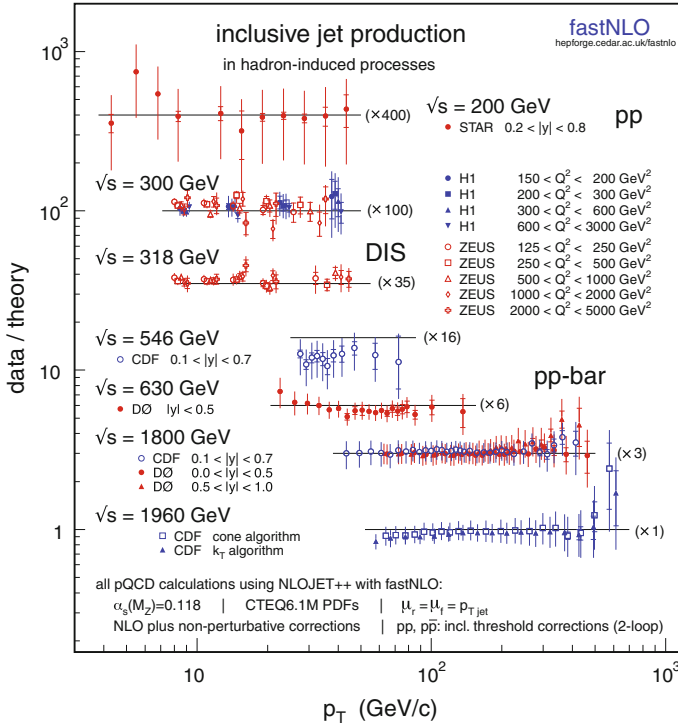 inclusive jet production
in hadron-induced processes
fastNLO
hepforge.cedar.ac.uk/fastnlo
10³
10²
10
1
data / theory
(×400)
√s = 200 GeV
pp
STAR 0.2 < |y| < 0.8
√s = 300 GeV
(×100)
H1 150 < Q² < 200 GeV²
H1 200 < Q² < 300 GeV²
H1 300 < Q² < 600 GeV²
H1 600 < Q² < 3000 GeV²
√s = 318 GeV
DIS
(×35)
ZEUS 125 < Q² < 250 GeV²
ZEUS 250 < Q² < 500 GeV²
ZEUS 500 < Q² < 1000 GeV²
ZEUS 1000 < Q² < 2000 GeV²
ZEUS 2000 < Q² < 5000 GeV²
√s = 546 GeV
(×16)
CDF 0.1 < |y| < 0.7
pp-bar
√s = 630 GeV
(×6)
DØ |y| < 0.5
√s = 1800 GeV
(×3)
CDF 0.1 < |y| < 0.7
DØ 0.0 < |y| < 0.5
DØ 0.5 < |y| < 1.0
√s = 1960 GeV
(×1)
CDF cone algorithm
CDF k_T algorithm
all pQCD calculations using NLOJET++ with fastNLO:
α_s(M_Z)=0.118 | CTEQ6.1M PDFs | μ_r = μ_f = p_T jet
NLO plus non-perturbative corrections | pp, pp̅: incl. threshold corrections (2-loop)
10
10²
10³
p_T (GeV/c)